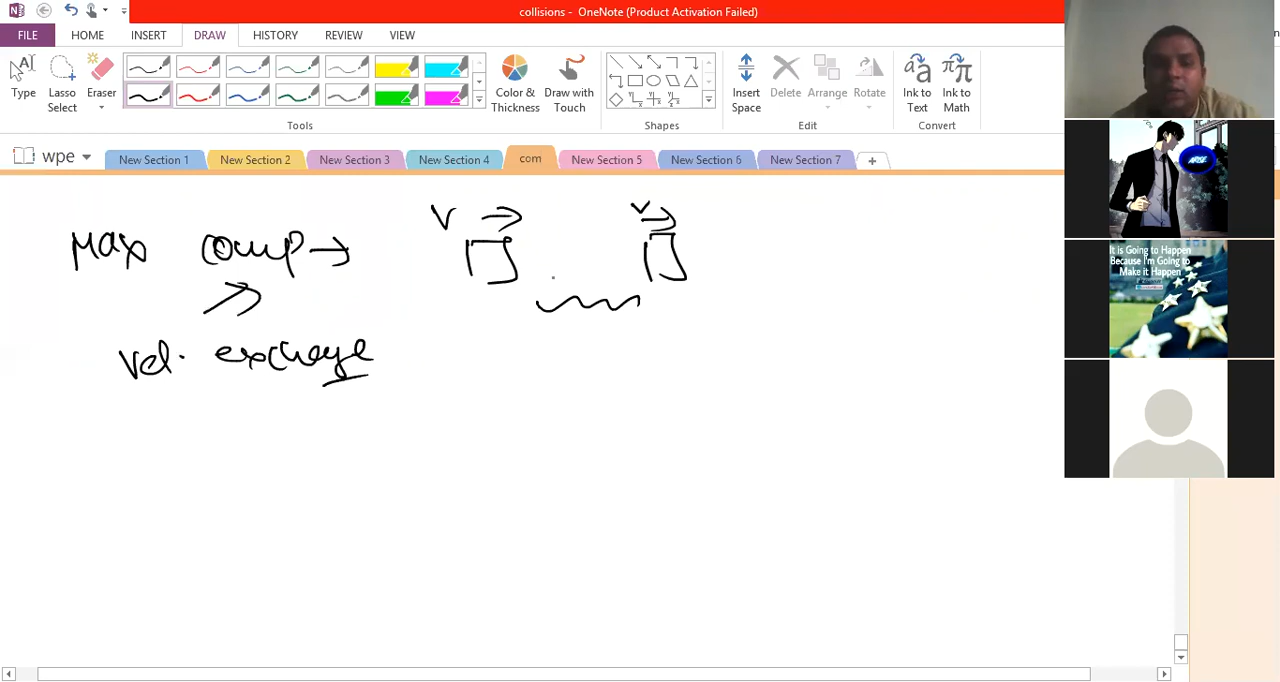 collisions - OneNote (Product Activation Failed)
FILE HOME INSERT DRAW HISTORY REVIEW VIEW
Type
Lasso Select
Eraser
Color & Thickness
Draw with Touch
Insert Space
Delete
Arrange
Rotate
Ink to Text
Ink to Math
Tools Shapes Edit Convert
wpe New Section 1 New Section 2 New Section 3 New Section 4 com New Section 5 New Section 6 New Section 7
Max comp → V → V →
Vel. exchange
It is Going to Happen
Because I'm Going to
Make it Happen